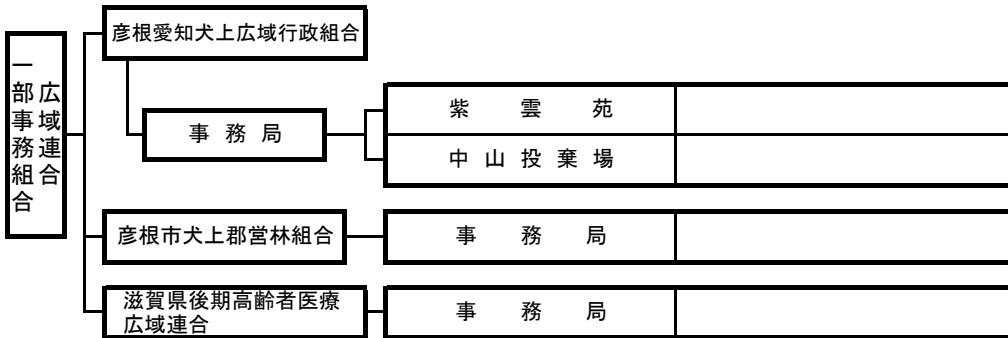 一部事務組合
広域連合
彦根愛知犬上広域行政組合
事務局
紫雲苑
中山投棄場
彦根市犬上郡営林組合
事務局
滋賀県後期高齢者医療
広域連合
事務局